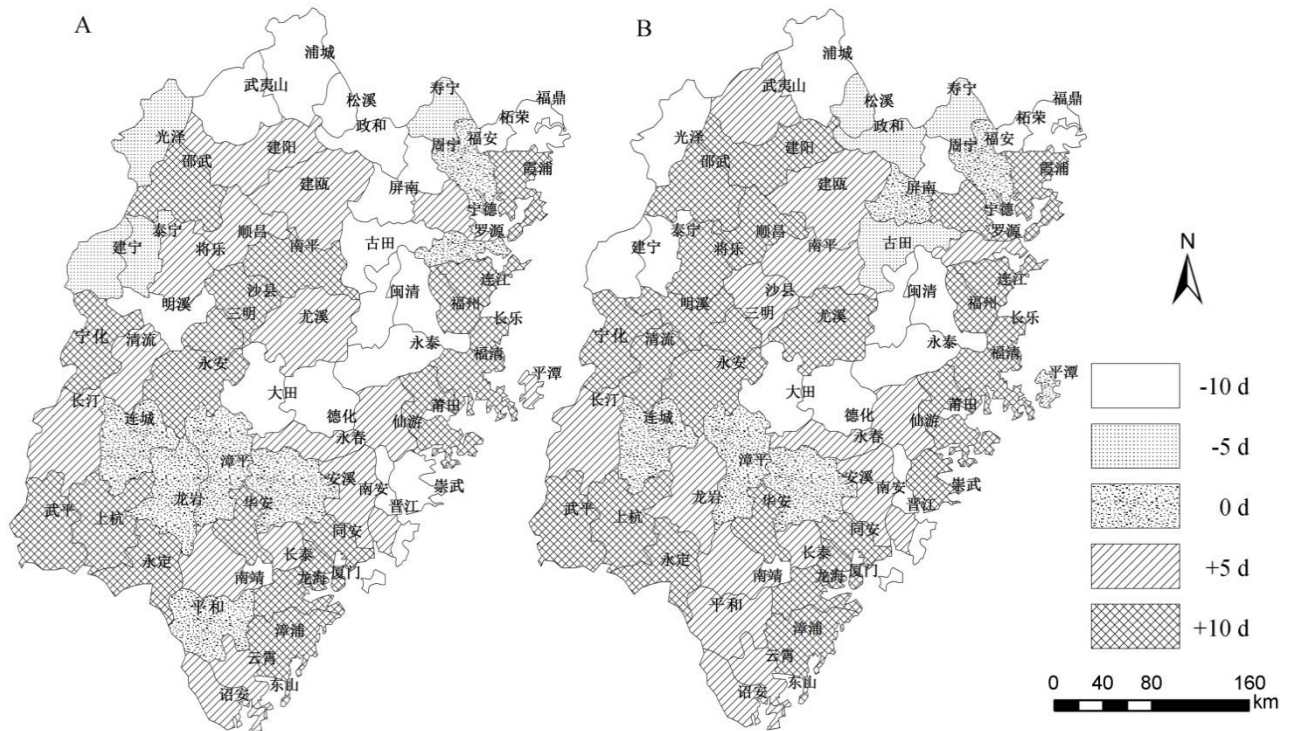 A
浦城
武夷山
松溪
寿宁
福鼎
柘荣
政和
光泽
福安
周宁
建阳
邵武
霞浦
建瓯
屏南
宁德
泰宁
顺昌
罗源
建宁
将乐
南平
古田
连江
沙县
明溪
闽清
福州
三明
尤溪
长乐
宁化
清流
永泰
永安
福清
平潭
大田
长汀
德化
莆田
连城
仙游
永春
漳平
安溪
崇武
龙岩
南安
华安
晋江
武平
上杭
同安
长泰
永定
厦门
南靖
龙海
平和
漳浦
云霄
东山
诏安
B
浦城
武夷山
松溪
寿宁
福鼎
柘荣
政和
光泽
福安
周宁
建阳
邵武
霞浦
建瓯
屏南
宁德
泰宁
顺昌
罗源
建宁
将乐
南平
古田
连江
沙县
明溪
闽清
福州
三明
尤溪
长乐
宁化
清流
永泰
永安
福清
平潭
大田
长汀
德化
莆田
连城
仙游
永春
漳平
安溪
崇武
龙岩
南安
华安
晋江
武平
上杭
同安
长泰
永定
厦门
南靖
龙海
平和
漳浦
云霄
东山
诏安
N
-10 d
-5 d
0 d
+5 d
+10 d
0 40 80 160
km